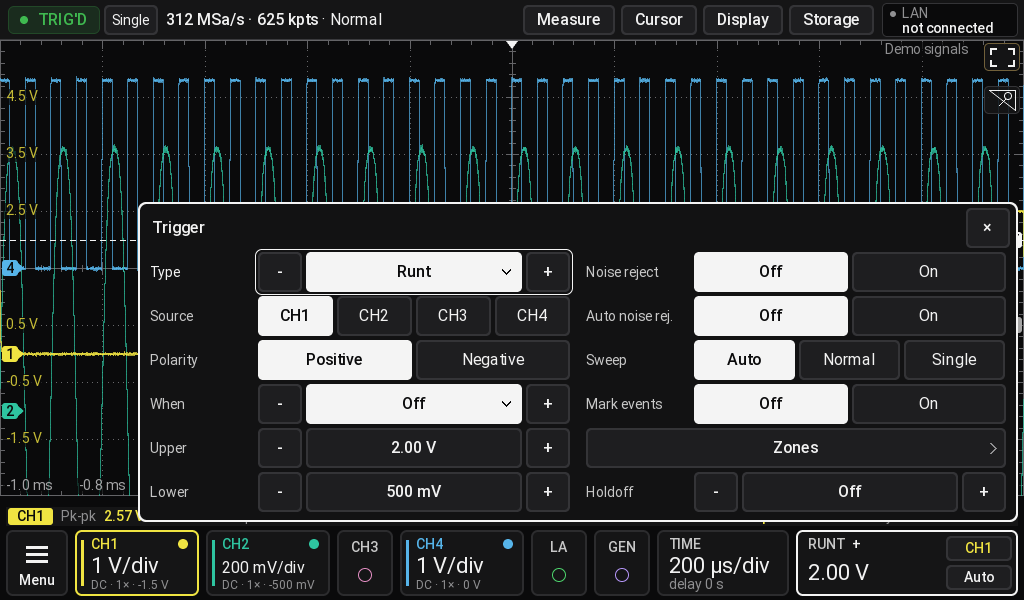 TRIG'D Single 312 MSa/s · 625 kpts · Normal Measure Cursor Display Storage LAN
not connected
Demo signals
4.5 V
3.5 V
2.5 V
Trigger ×
Type - Runt + Noise reject Off On
4
Source CH1 CH2 CH3 CH4 Auto noise rej. Off On
0.5 V
1
Polarity Positive Negative Sweep Auto Normal Single
-0.5 V
When - Off + Mark events Off On
2
-1.5 V
Upper - 2.00 V + Zones
-1.0 ms -0.8 ms
Lower - 500 mV + Holdoff - Off +
CH1 Pk-pk 2.57
Menu
CH1
1 V/div
DC · 1× · -1.5 V
CH2
200 mV/div
DC · 1× · -500 mV
CH3
CH4
1 V/div
DC · 1× · 0 V
LA
GEN
TIME
200 µs/div
delay 0 s
RUNT +
2.00 V
CH1
Auto